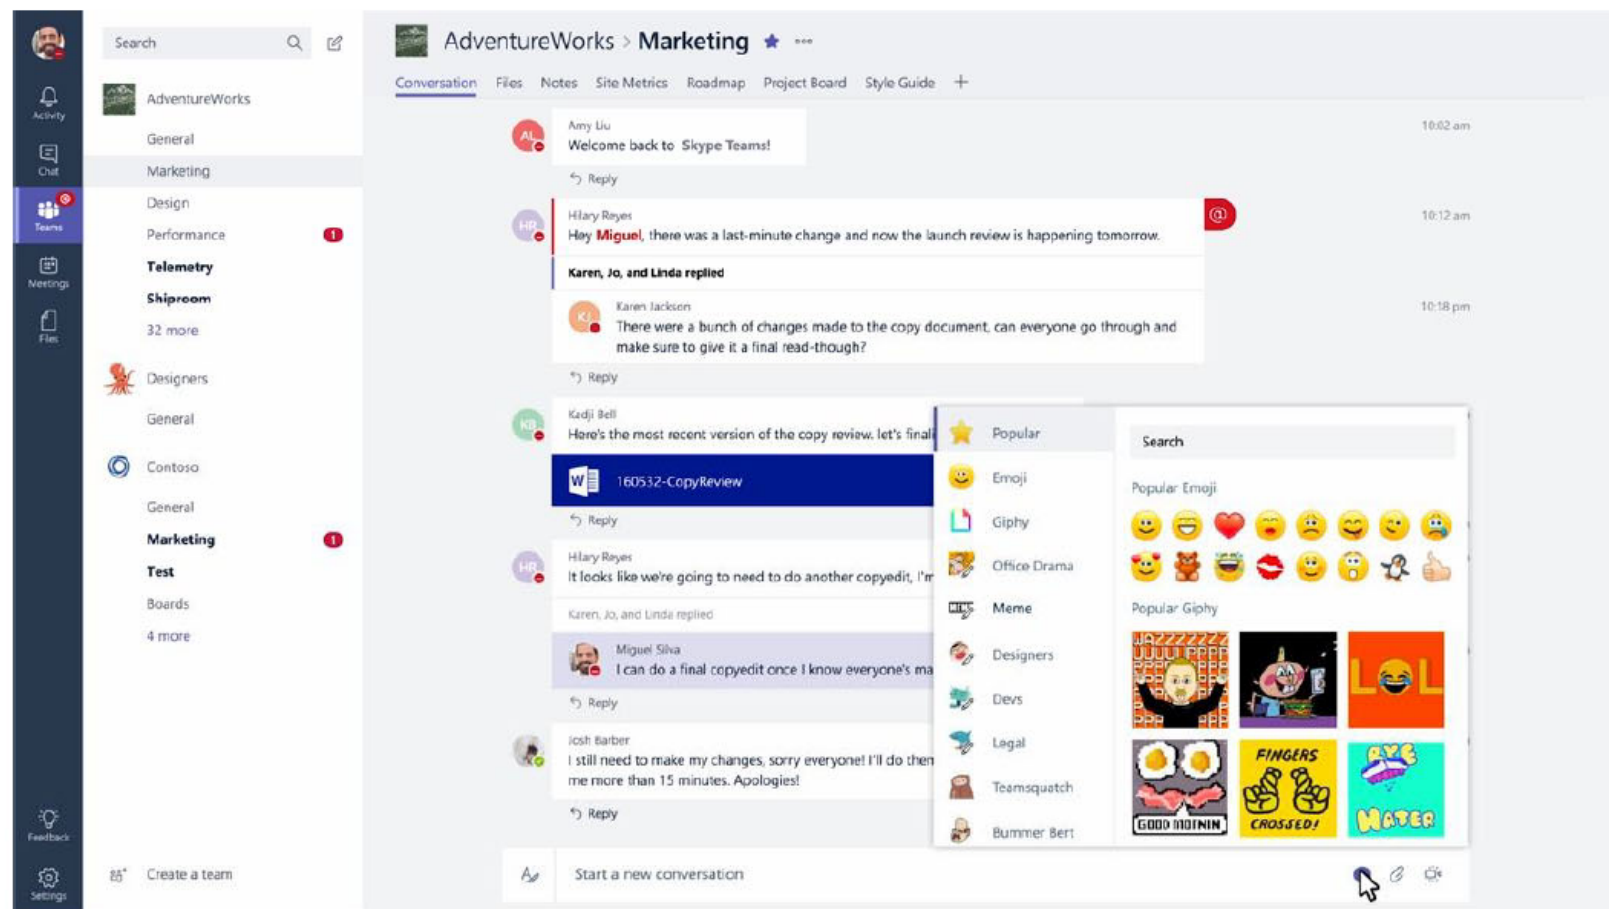 Search
Activity
Chat
Teams
Meetings
Files
Feedback
Settings
AdventureWorks
General
Marketing
Design
Performance 1
Telemetry
Shiproom
32 more
Designers
General
Contoso
General
Marketing 1
Test
Boards
4 more
Create a team
AdventureWorks > Marketing
Conversation Files Notes Site Metrics Roadmap Project Board Style Guide +
AL
Amy Liu 10:02 am
Welcome back to Skype Teams!
Reply
HR
Hilary Reyes @ 10:12 am
Hey Miguel, there was a last-minute change and now the launch review is happening tomorrow.
Karen, Jo, and Linda replied
KJ
Karen Jackson 10:18 pm
There were a bunch of changes made to the copy document, can everyone go through and
make sure to give it a final read-though?
Reply
KB
Kadji Bell
Here's the most recent version of the copy review. let's
W 160532-CopyReview
Reply
HR
Hilary Reyes
It looks like we're going to need to do another copyedit, I'm
Karen, Jo, and Linda replied
Miguel Silva
I can do a final copyedit once I know everyone's
Reply
Josh Barber
I still need to make my changes, sorry everyone! I'll do
me more than 15 minutes. Apologies!
Reply
Start a new conversation
Popular
Emoji
Giphy
Office Drama
Meme
Designers
Devs
Legal
Teamsquatch
Bummer Bert
Search
Popular Emoji
Popular Giphy
LOL
GOOD MORNIN
FINGERS
CROSSED!
BYE
HATER